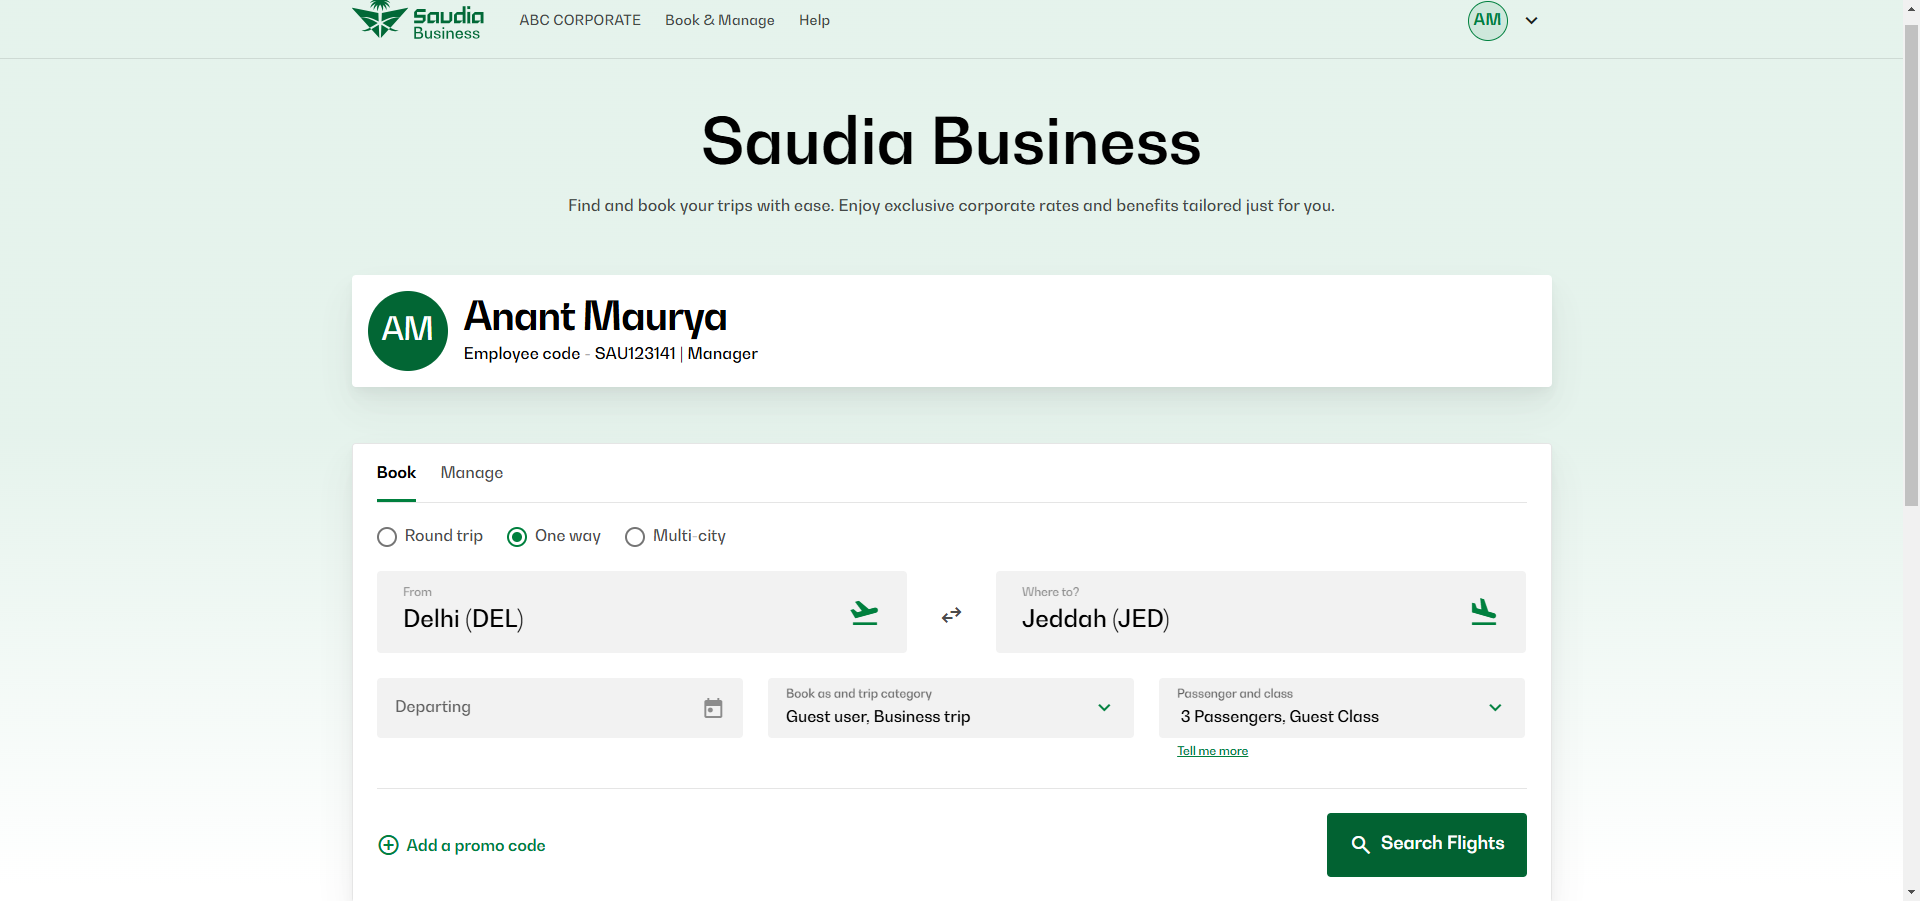 Saudia
Business
ABC CORPORATE
Book & Manage
Help
AM
Saudia Business
Find and book your trips with ease. Enjoy exclusive corporate rates and benefits tailored just for you.
AM
Anant Maurya
Employee code - SAU123141 | Manager
Book
Manage
Round trip
One way
Multi-city
From
Delhi (DEL)
Where to?
Jeddah (JED)
Departing
Book as and trip category
Guest user, Business trip
Passenger and class
3 Passengers, Guest Class
Tell me more
Add a promo code
Search Flights